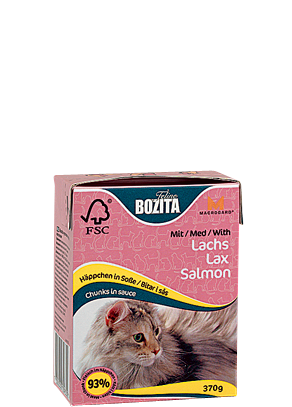 Feline
BOZITA
MACROGARD®
FSC
Mit / Med / With
Lachs
Lax
Salmon
Häppchen in Soße / Bitar i sås
Chunks in sauce
93%
370g